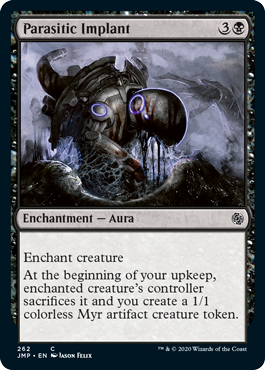 Parasitic Implant 3
Enchantment — Aura
Enchant creature
At the beginning of your upkeep,
enchanted creature's controller
sacrifices it and you create a 1/1
colorless Myr artifact creature token.
262 C
JMP • EN Jason Felix ™ & © 2020 Wizards of the Coast